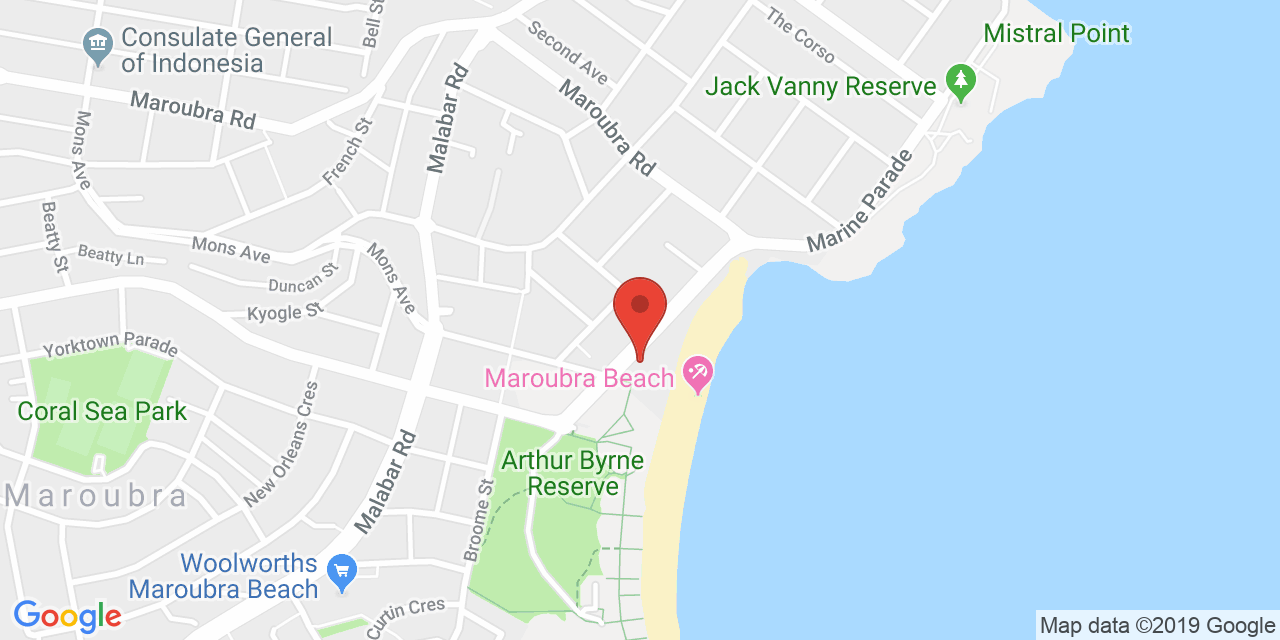 Mistral Point
The Corso
Bell St
Second Ave
Consulate General
of Indonesia
Jack Vanny Reserve
Maroubra Rd
Malabar Rd
Maroubra Rd
French St
Mons Ave
Marine Parade
Beatty St
Mons Ave
Beatty Ln
Mons Ave
Duncan St
Kyogle St
Yorktown Parade
Maroubra Beach
Coral Sea Park
New Orleans Cres
Arthur Byrne
Reserve
Maroubra
Malabar Rd
Broome St
Woolworths
Maroubra Beach
Curtin Cres
Google
Map data ©2019 Google